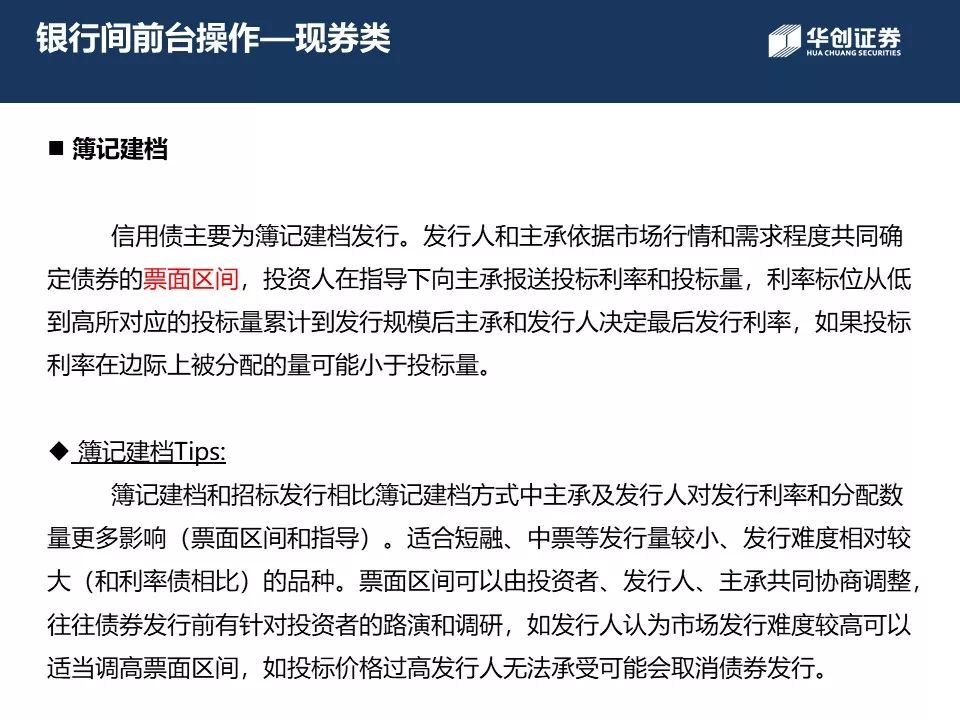 银行间前台操作—现券类
华创证券
HUA CHUANG SECURITIES
■ 簿记建档
信用债主要为簿记建档发行。发行人和主承依据市场行情和需求程度共同确
定债券的票面区间，投资人在指导下向主承报送投标利率和投标量，利率标位从低
到高所对应的投标量累计到发行规模后主承和发行人决定最后发行利率，如果投标
利率在边际上被分配的量可能小于投标量。
◆ 簿记建档Tips:
簿记建档和招标发行相比簿记建档方式中主承及发行人对发行利率和分配数
量更多影响（票面区间和指导）。适合短融、中票等发行量较小、发行难度相对较
大（和利率债相比）的品种。票面区间可以由投资者、发行人、主承共同协商调整，
往往债券发行前有针对投资者的路演和调研，如发行人认为市场发行难度较高可以
适当调高票面区间，如投标价格过高发行人无法承受可能会取消债券发行。